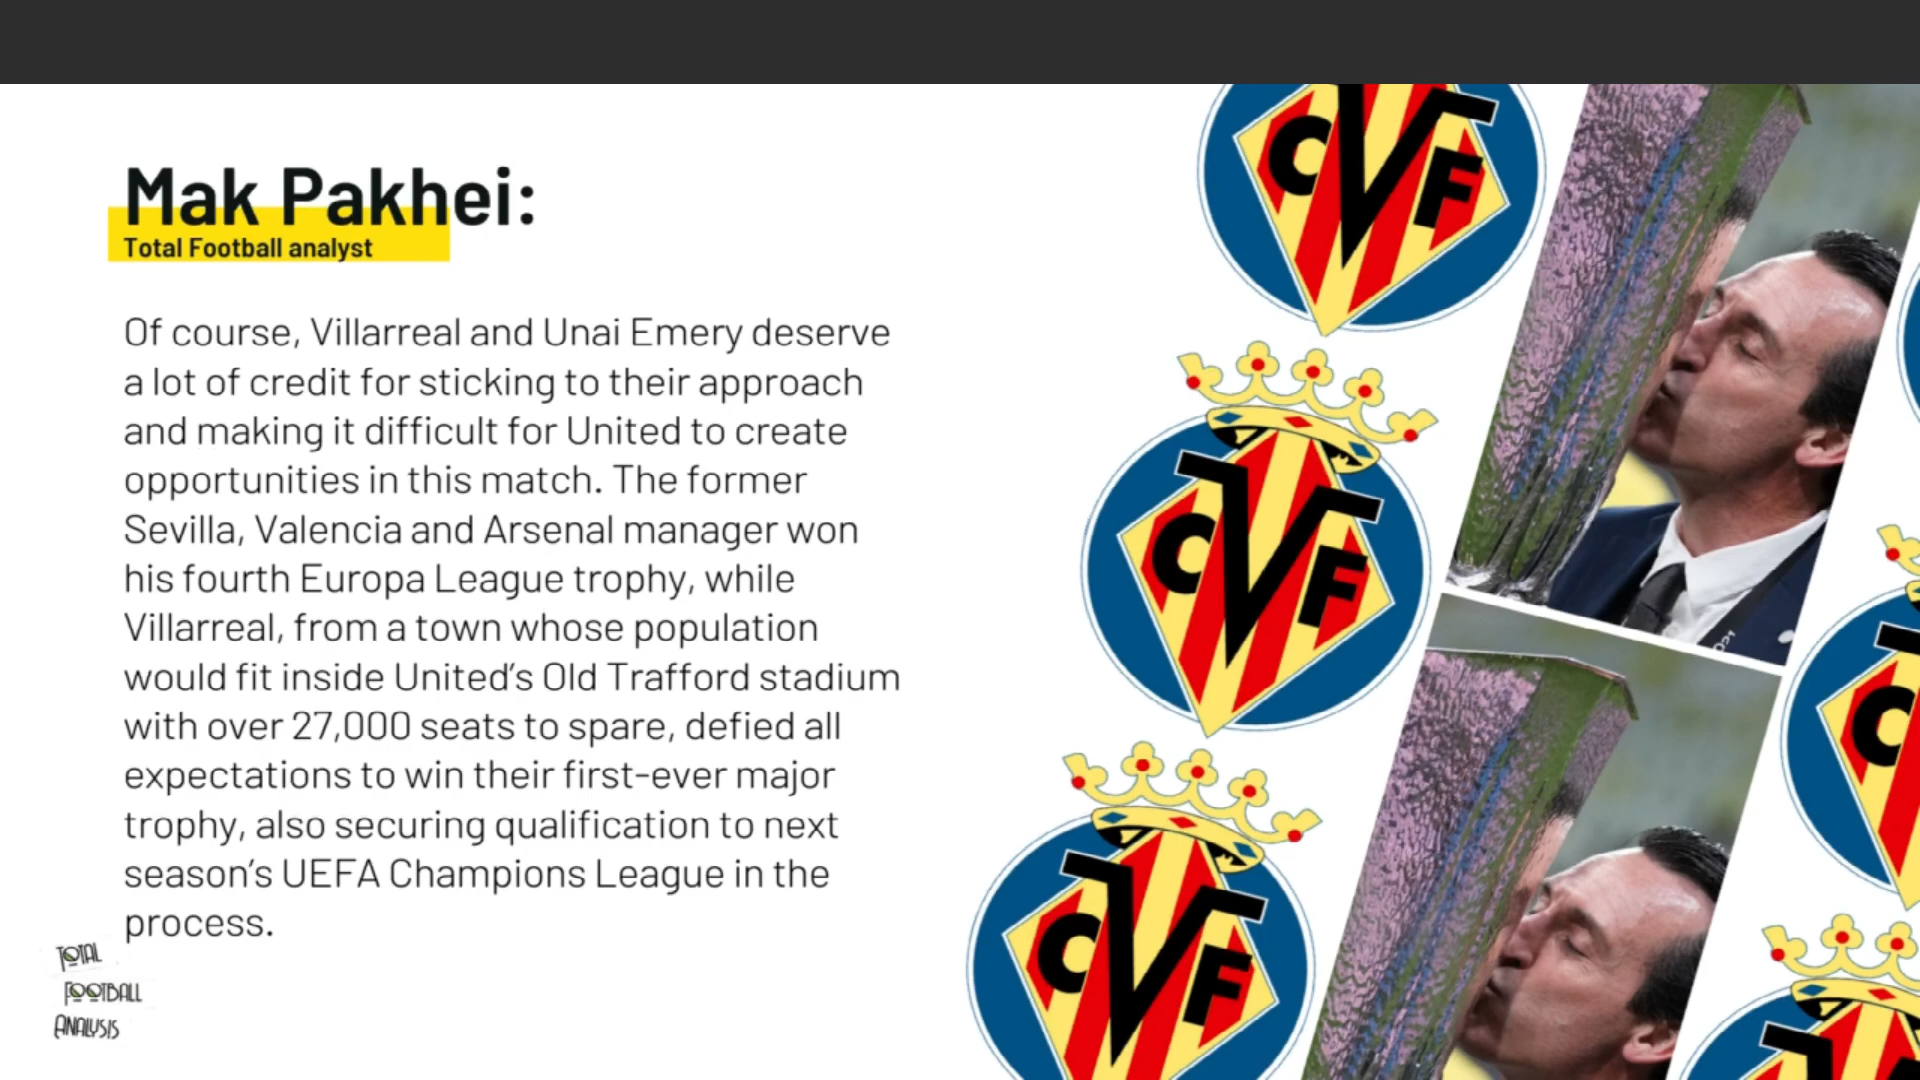 Mak Pakhei:
Total Football analyst
Of course, Villarreal and Unai Emery deserve
a lot of credit for sticking to their approach
and making it difficult for United to create
opportunities in this match. The former
Sevilla, Valencia and Arsenal manager won
his fourth Europa League trophy, while
Villarreal, from a town whose population
would fit inside United’s Old Trafford stadium
with over 27,000 seats to spare, defied all
expectations to win their first-ever major
trophy, also securing qualification to next
season’s UEFA Champions League in the
process.
TOTAL
FOOTBALL
ANALYSIS
CVF
CVF
CVF
C